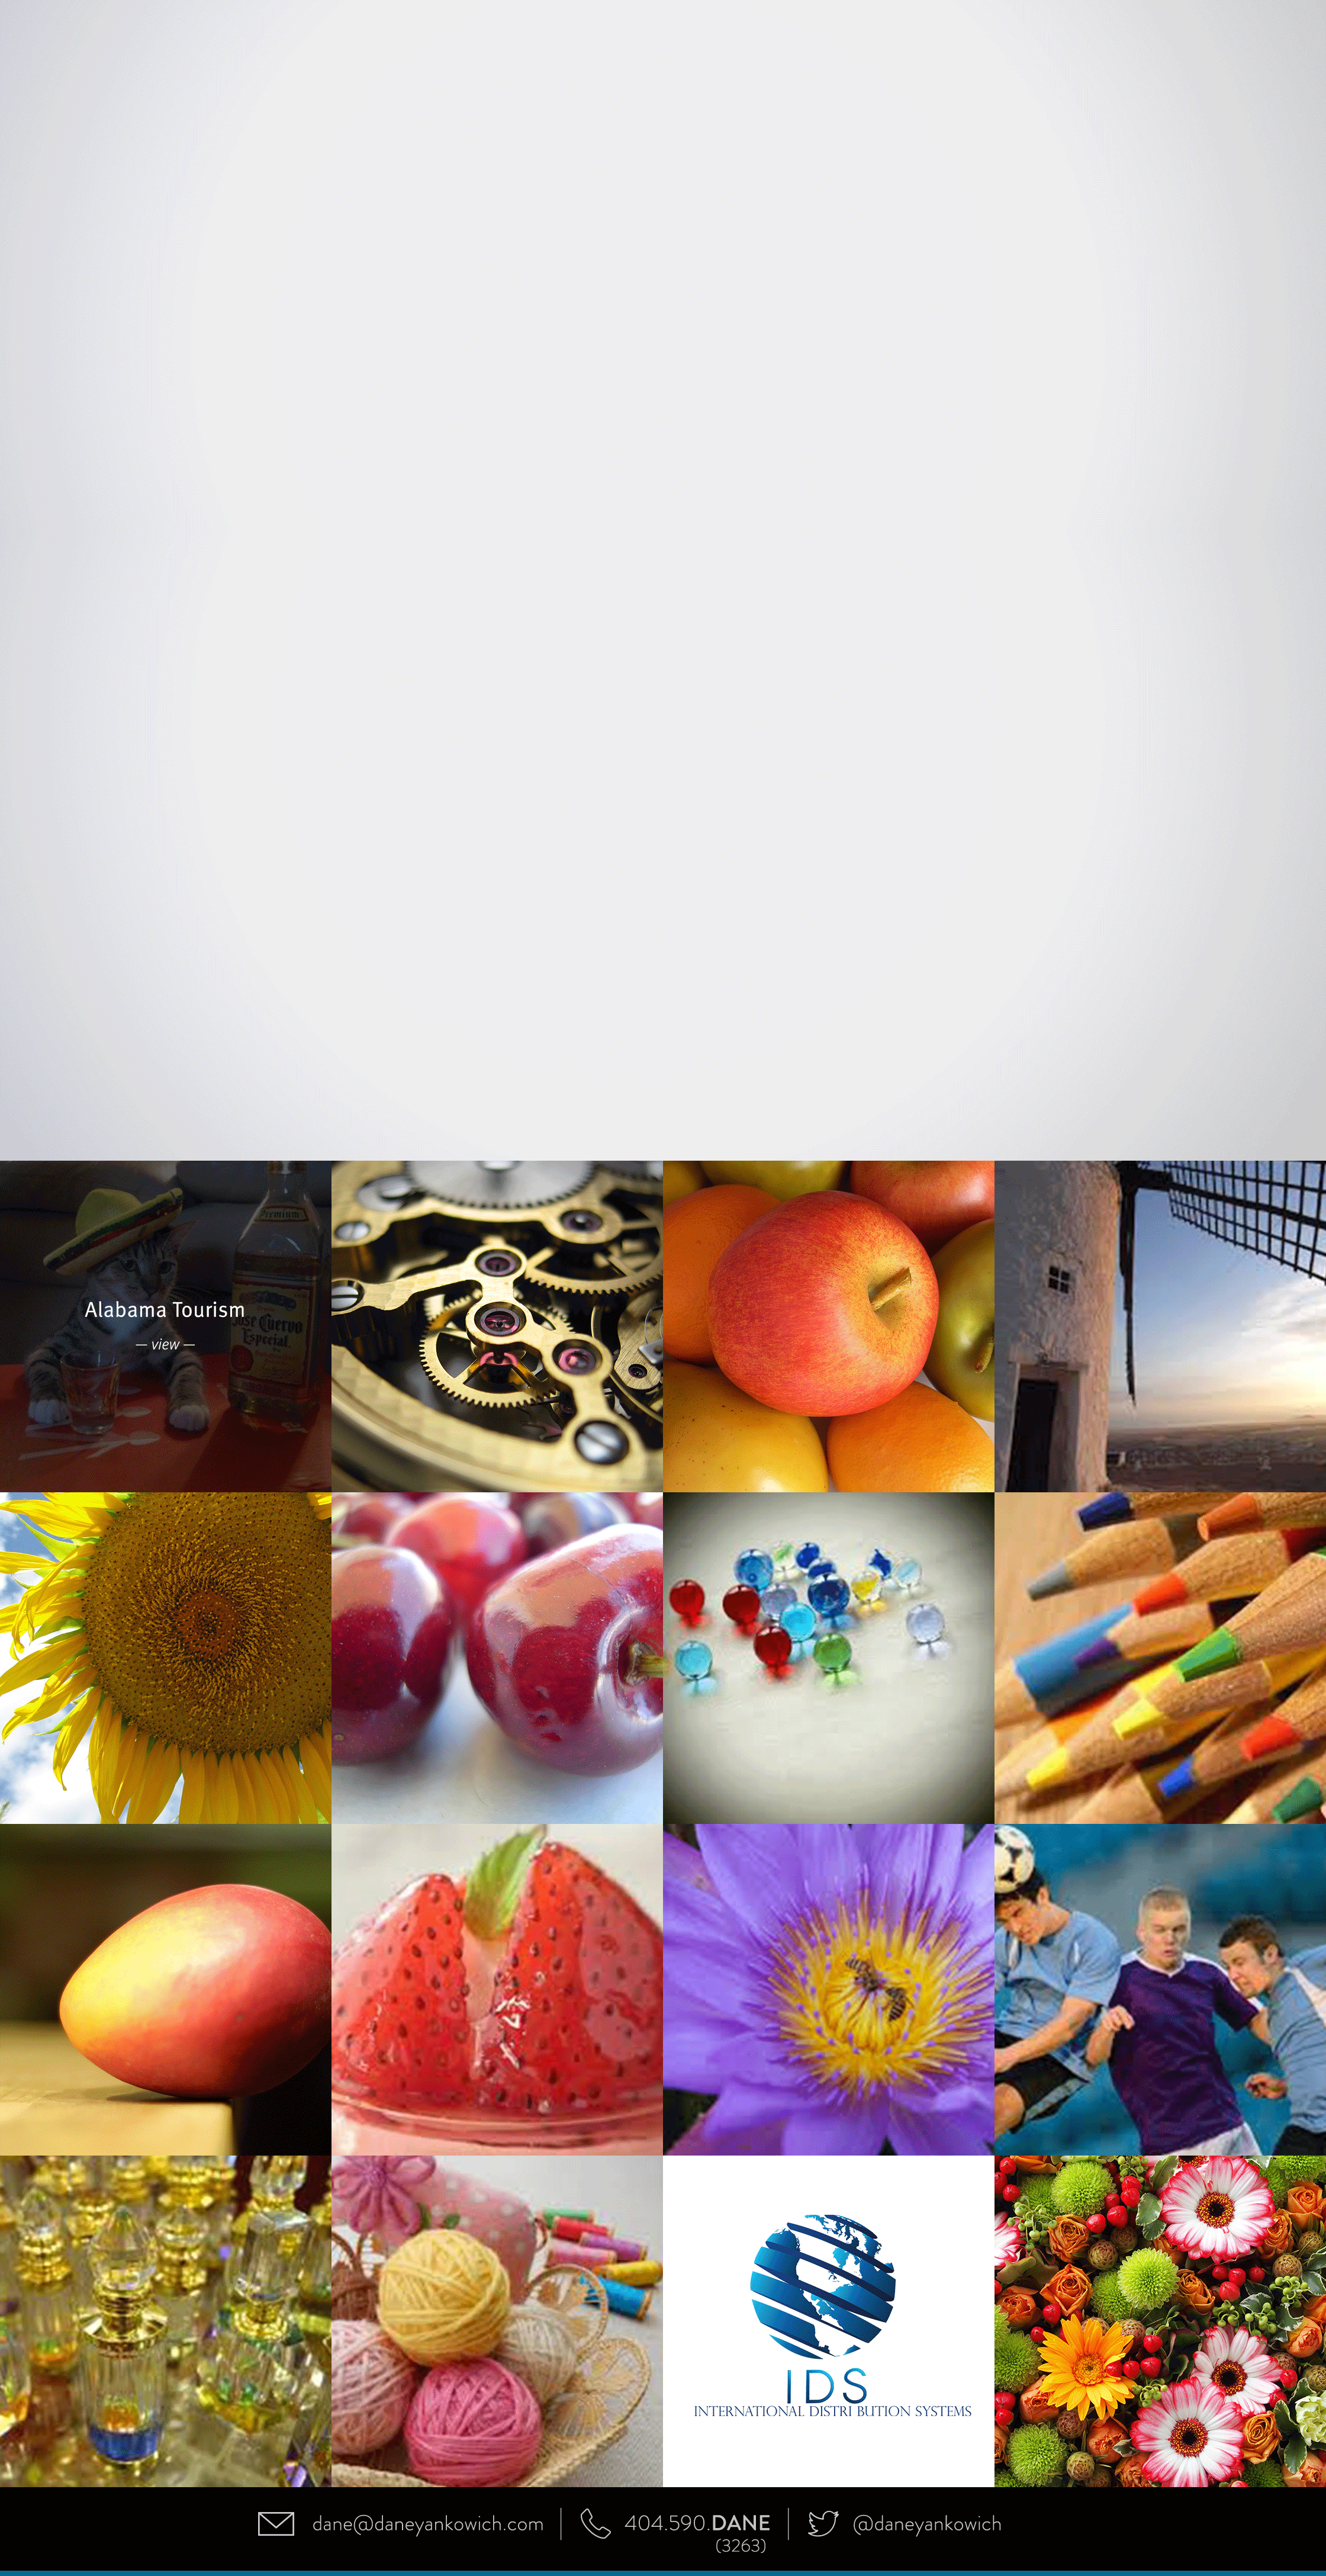 Premium
Alabama Tourism
— view —
Jose Cuervo
Especial
IDS
INTERNATIONAL DISTRI BUTION SYSTEMS
dane@daneyankowich.com
404.590.DANE
(3263)
@daneyankowich